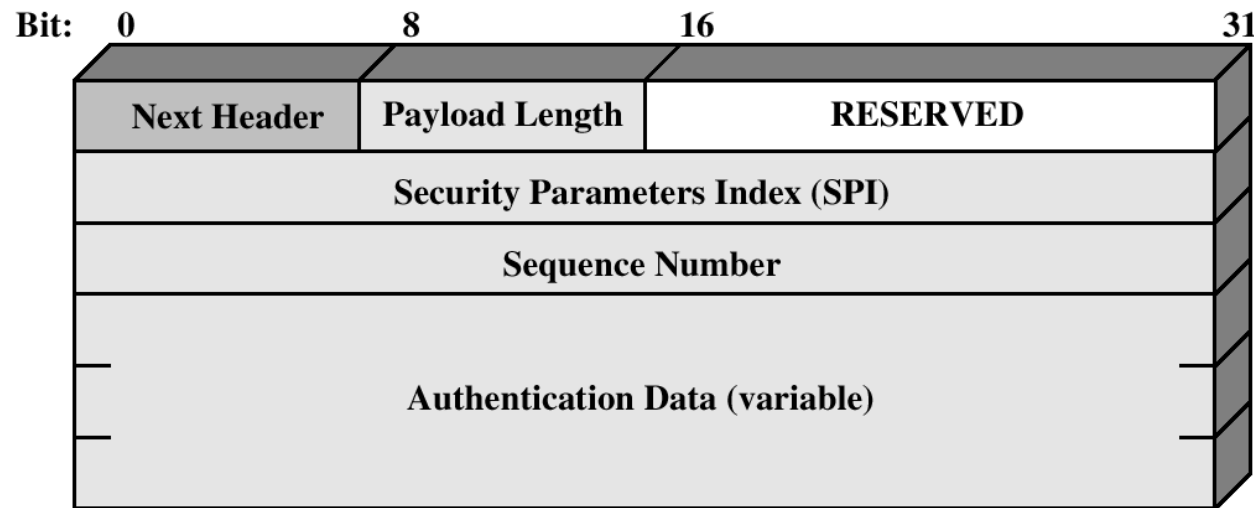 Bit: 0 8 16 31
Next Header Payload Length RESERVED
Security Parameters Index (SPI)
Sequence Number
Authentication Data (variable)